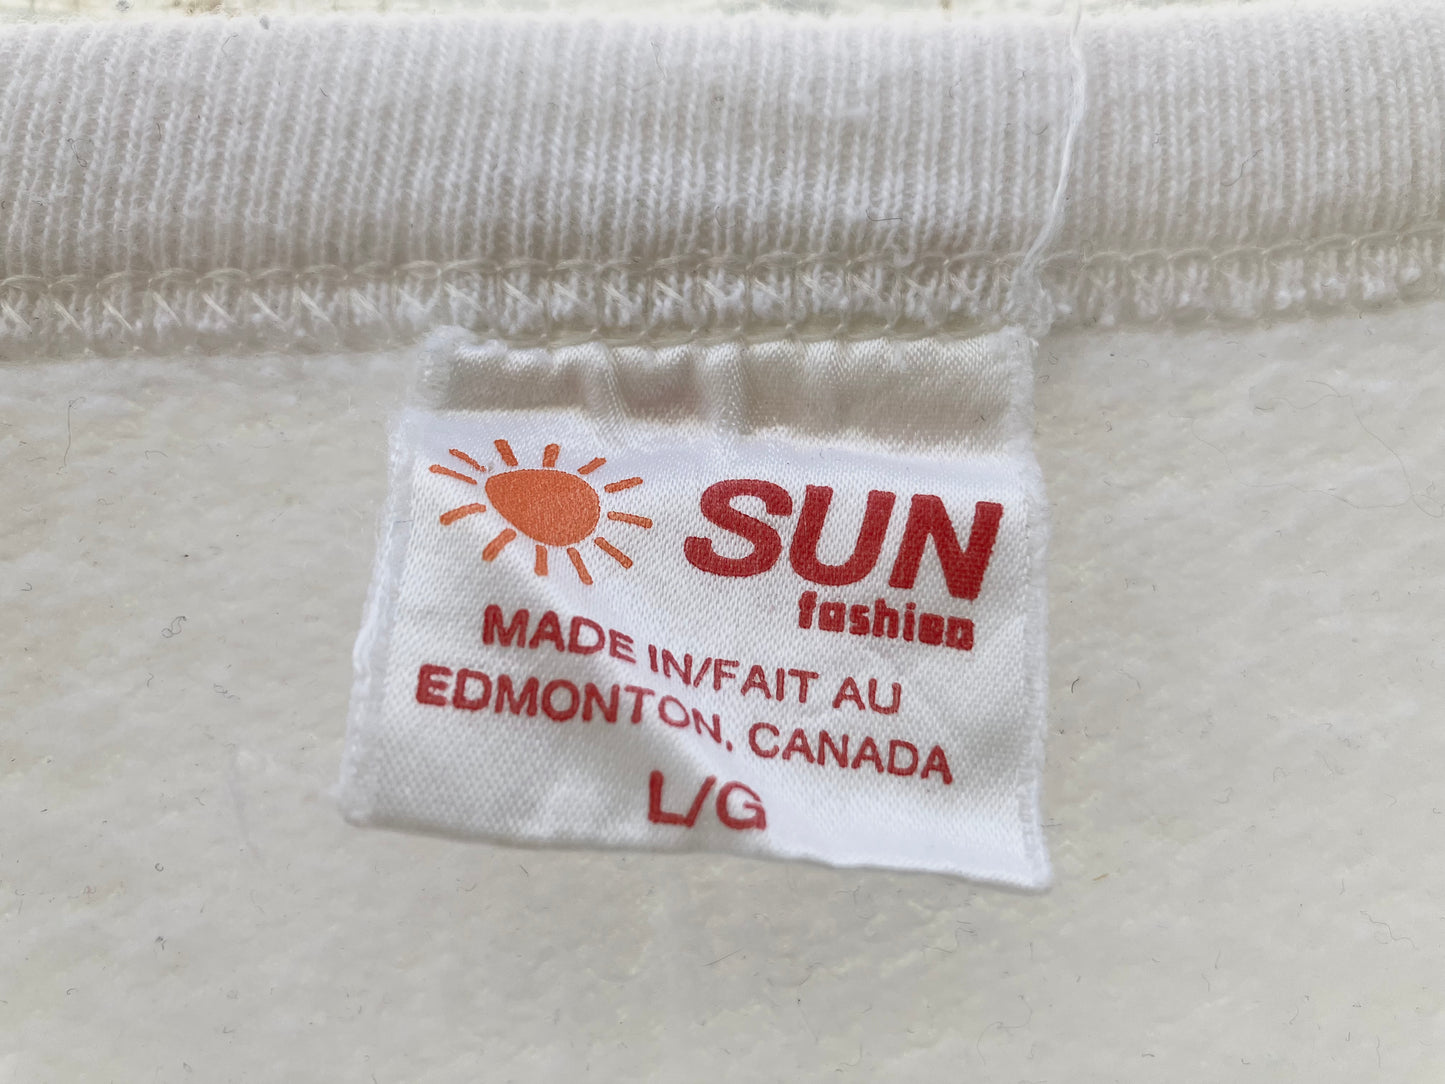 SUN
fashion
MADE IN/FAIT AU
EDMONTON, CANADA
L/G